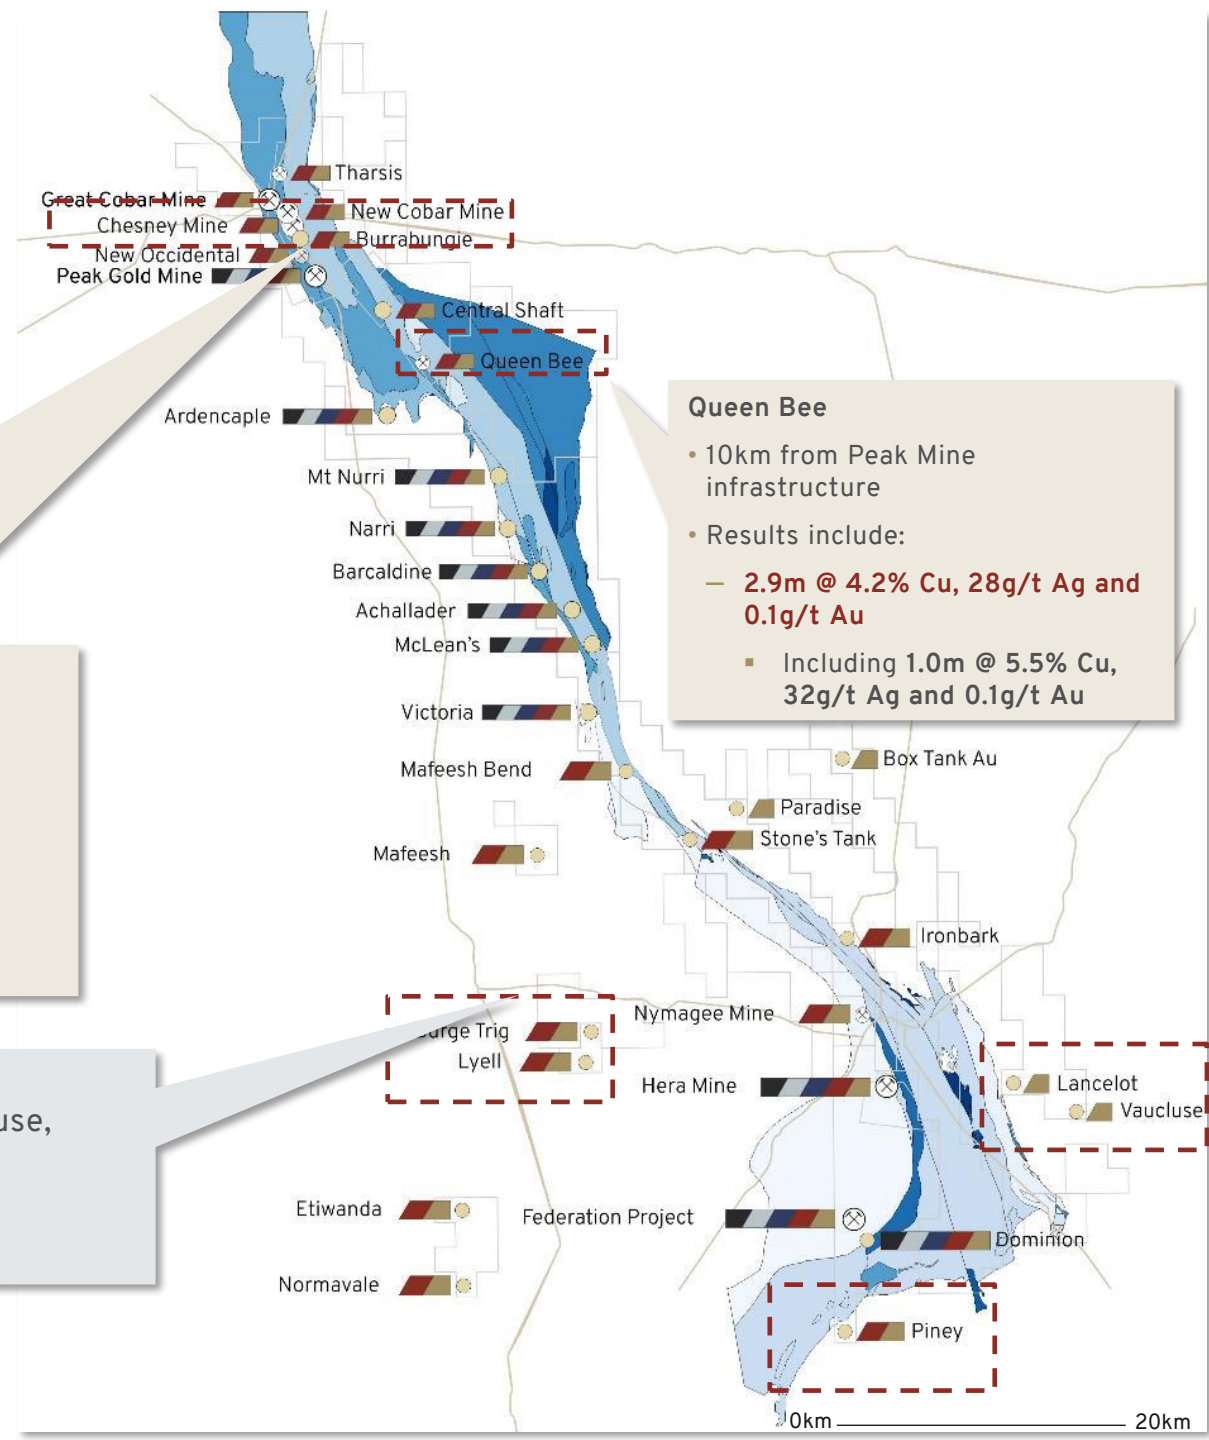 Tharsis
Great Cobar Mine
New Cobar Mine
Chesney Mine
Burrabungie
New Occidental
Peak Gold Mine
Central Shaft
Queen Bee
Ardencaple
Queen Bee
• 10km from Peak Mine
infrastructure
• Results include:
— 2.9m @ 4.2% Cu, 28g/t Ag and
0.1g/t Au
▪ Including 1.0m @ 5.5% Cu,
32g/t Ag and 0.1g/t Au
Mt Nurri
Narri
Barcaldine
Achallader
McLean's
Victoria
Mafeesh Bend
Box Tank Au
Paradise
Stone's Tank
Mafeesh
Ironbark
Nymagee Mine
Trig
Lyell
Hera Mine
Lancelot
Vaucluse
Etiwanda
Federation Project
Dominion
Normavale
Piney
0km 20km